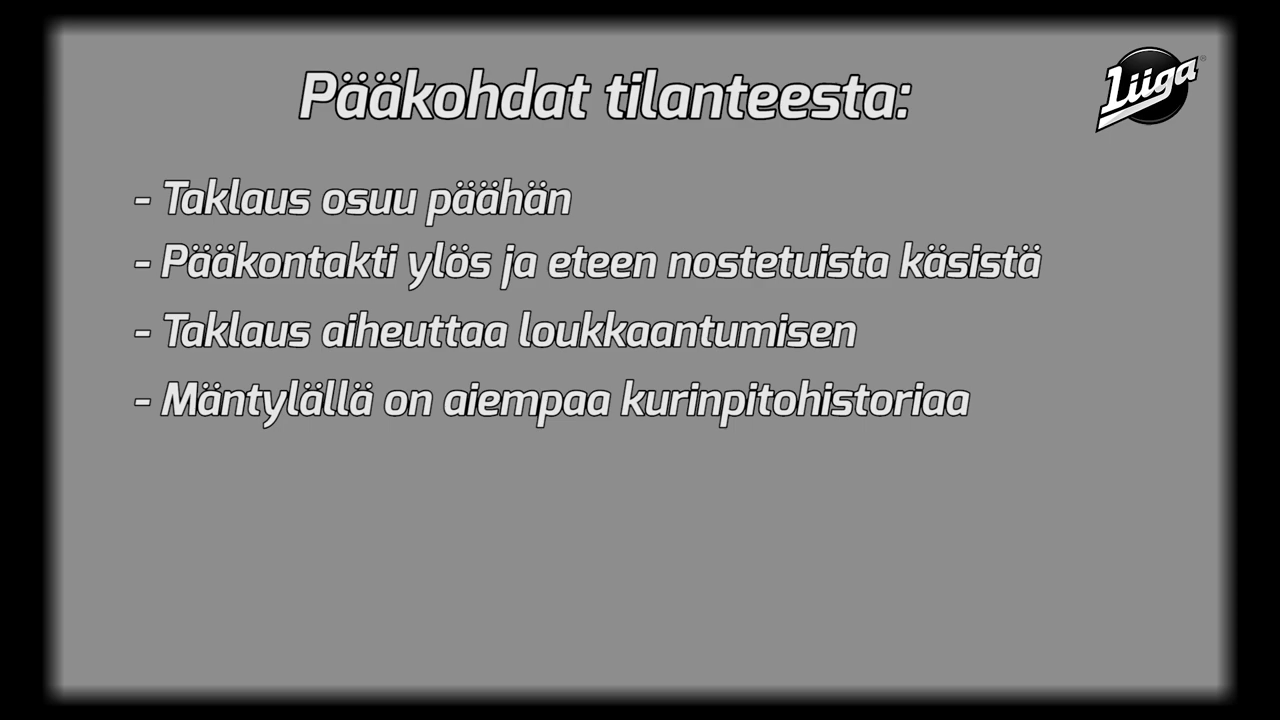 Pääkohdat tilanteesta:
Liiga
- Taklaus osuu päähän
- Pääkontakti ylös ja eteen nostetuista käsistä
- Taklaus aiheuttaa loukkaantumisen
- Mäntylällä on aiempaa kurinpitohistoriaa